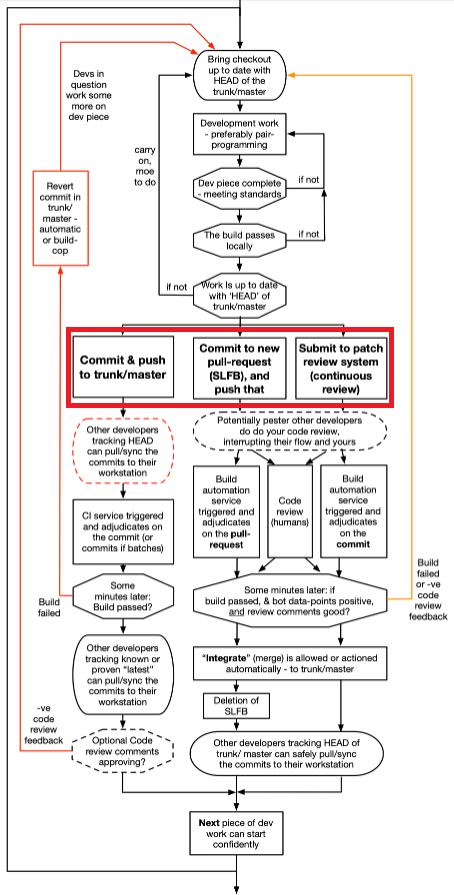 Bring checkout
up to date with
HEAD of the
trunk/master
Devs in
question
work some
more on
dev piece
Development work
- preferably pair-
programming
carry
on,
moe
to do
Revert
commit in
trunk/
master -
automatic
or build-
cop
Dev piece complete
- meeting standards
if not
The build passes
locally
if not
Work Is up to date
with ‘HEAD’ of
trunk/master
if not
Commit & push
to trunk/master
Commit to new
pull-request
(SLFB), and
push that
Submit to patch
review system
(continuous
review)
Other developers
tracking HEAD
can pull/sync
the commits to their
workstation
Potentially pester other developers
do do your code review,
interrupting their flow and yours
CI service triggered
and adjudicates on
the commit (or
commits if batches)
Build
automation
service
triggered and
adjudicates
on the pull-
request
Code
review
(humans)
Build
automation
service
triggered and
adjudicates
on the
commit
Some
minutes later:
Build passed?
Build
failed
Some minutes later: if
build passed, & bot data-points positive,
and review comments good?
Build
failed
or -ve
code
review
feedback
Other developers
tracking known or
proven “latest”
can pull/sync the
commits to their
workstation
“Integrate” (merge) is allowed or actioned
automatically - to trunk/master
Deletion of
SLFB
-ve
code
review
feedback
Optional Code
review comments
approving?
Other developers tracking HEAD of
trunk/ master can safely pull/sync
the commits to their workstation
Next piece of dev
work can start
confidently